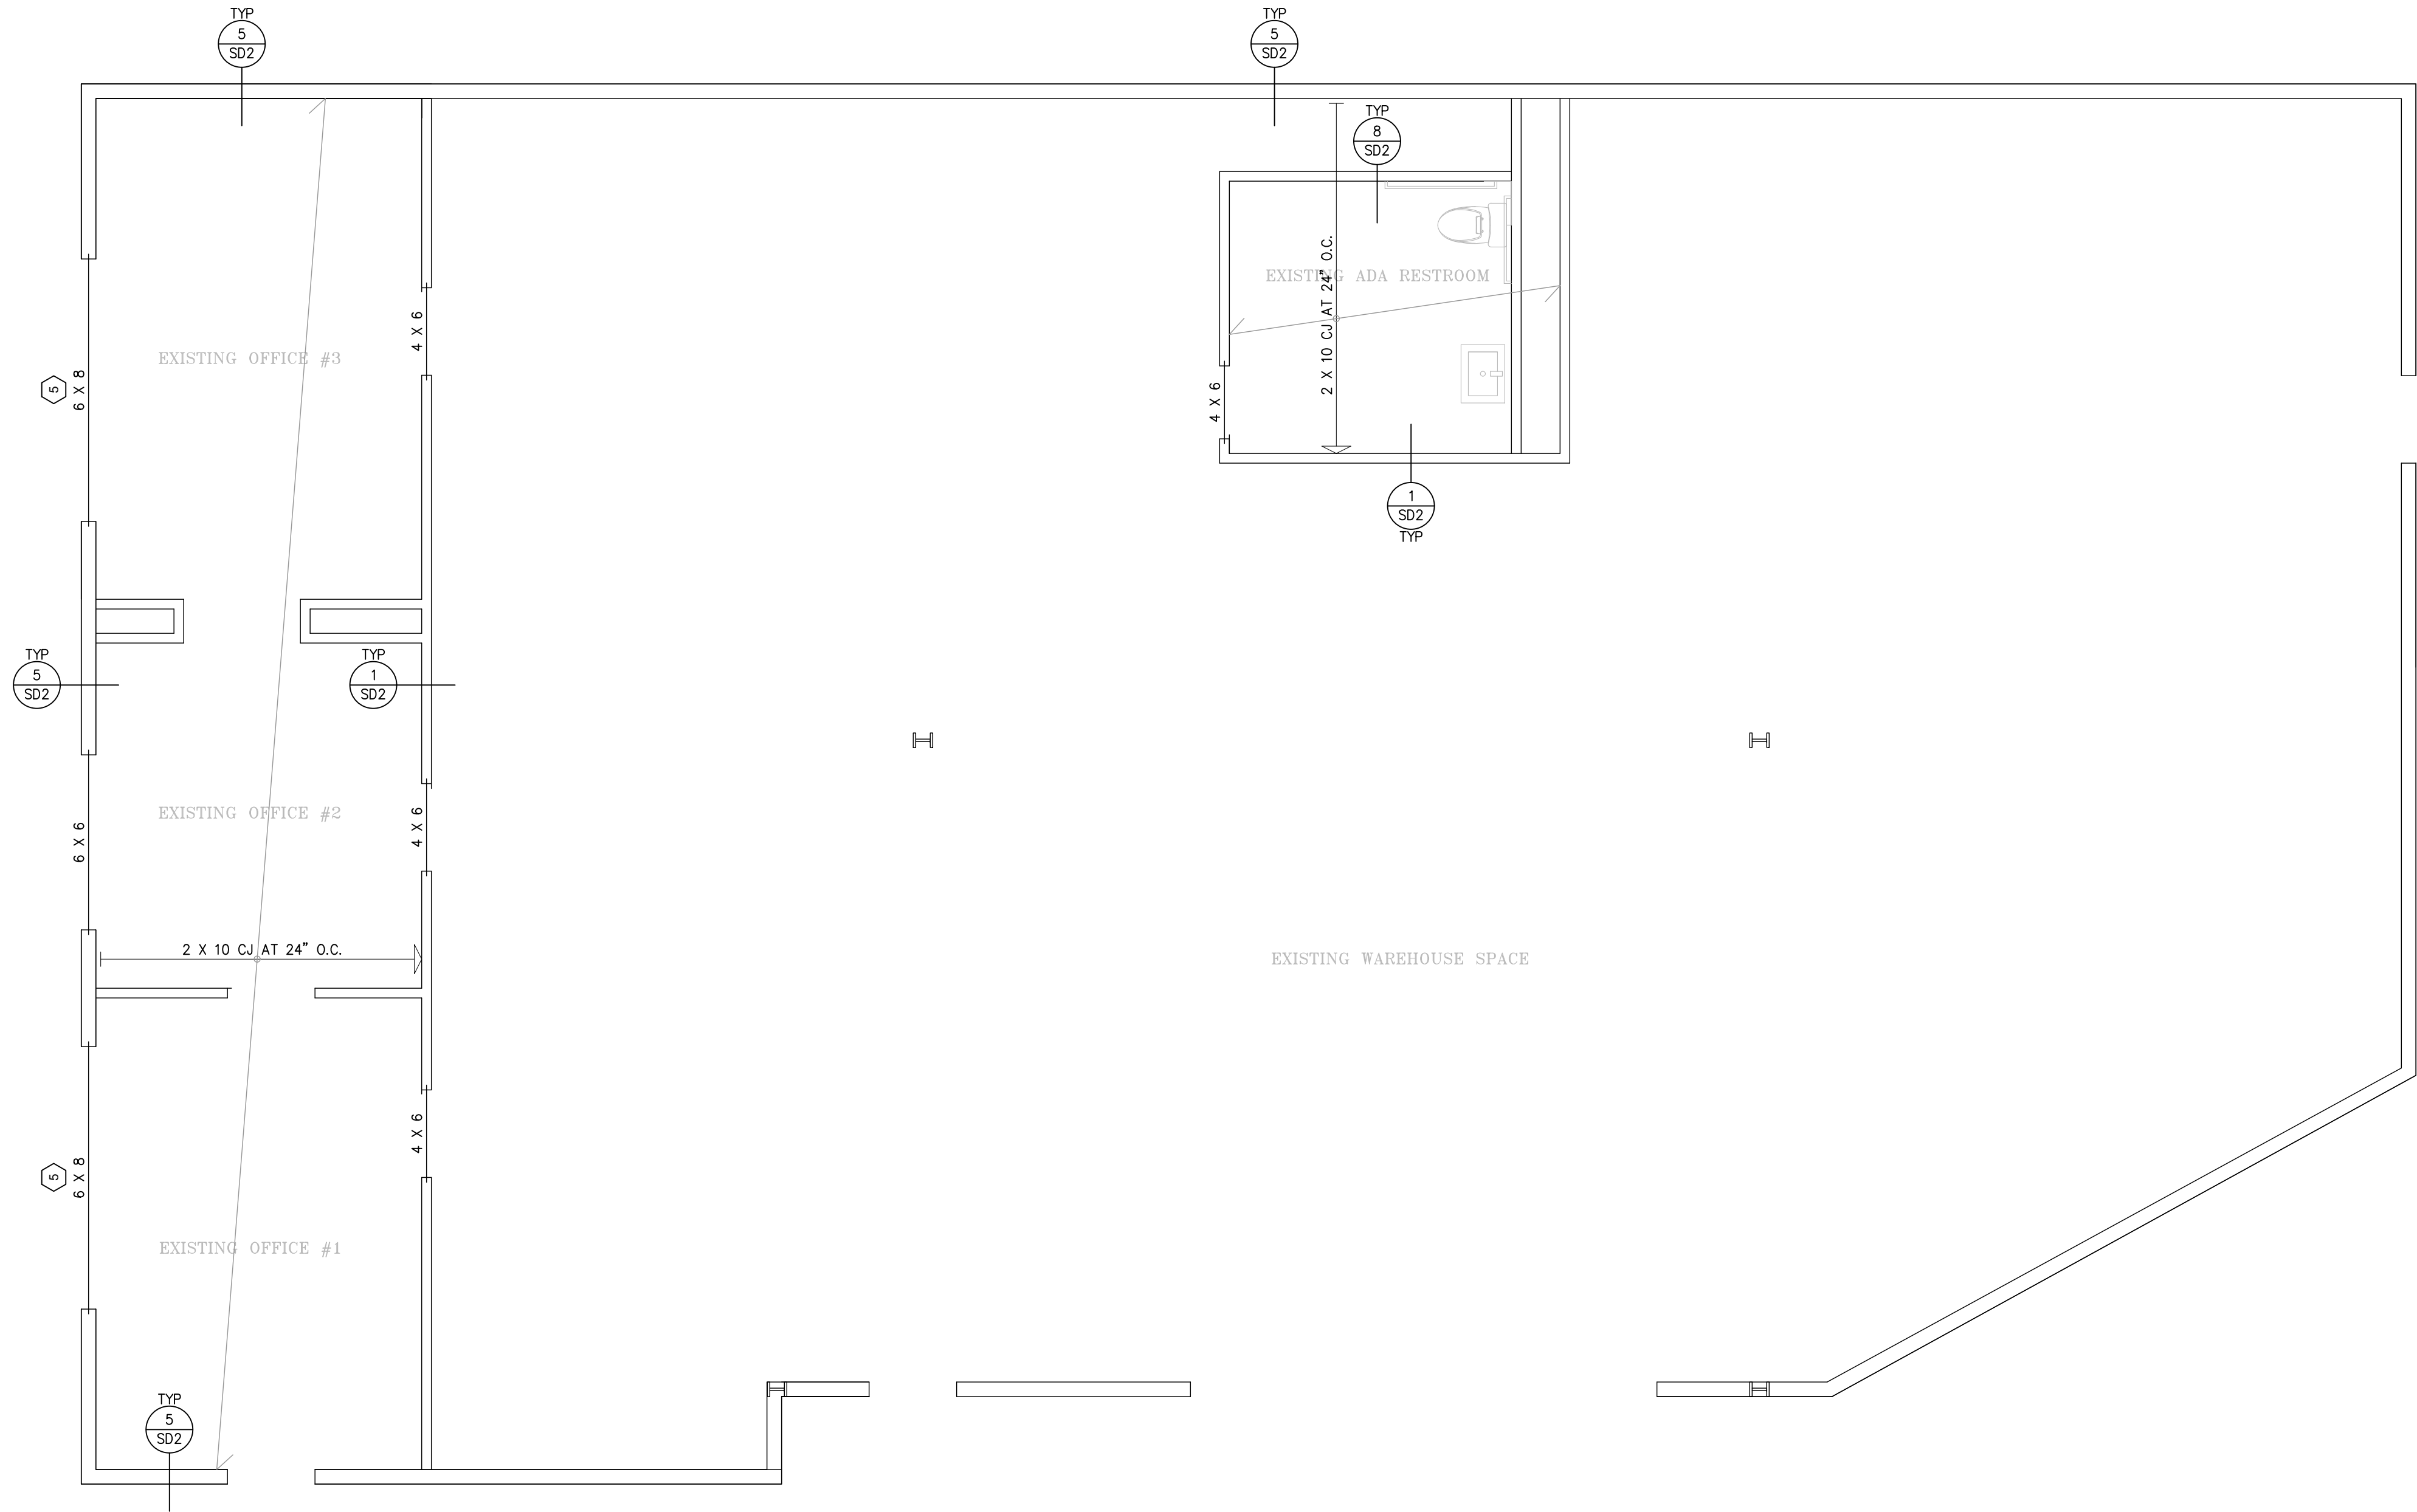 TYP
5
SD2
TYP
5
SD2
TYP
8
SD2
EXISTING ADA RESTROOM
2 X 10 CJ AT 24" O.C.
4 X 6
EXISTING OFFICE #3
4 X 6
5
6 X 8
1
SD2
TYP
TYP
5
SD2
TYP
1
SD2
EXISTING OFFICE #2
6 X 6
4 X 6
2 X 10 CJ AT 24" O.C.
EXISTING WAREHOUSE SPACE
4 X 6
5
6 X 8
EXISTING OFFICE #1
TYP
5
SD2